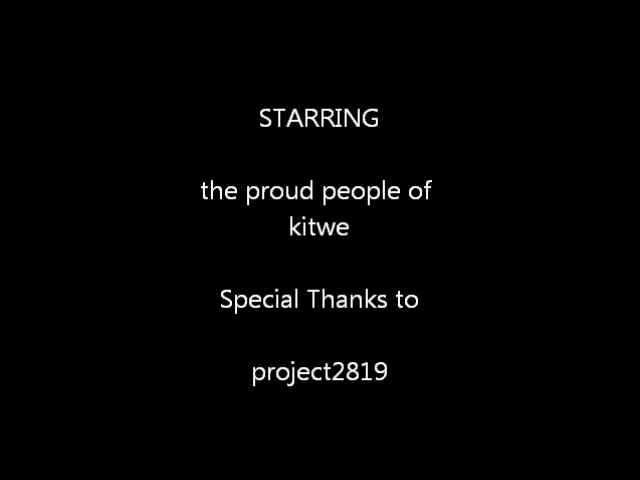 STARRING
the proud people of
kitwe
Special Thanks to
project2819